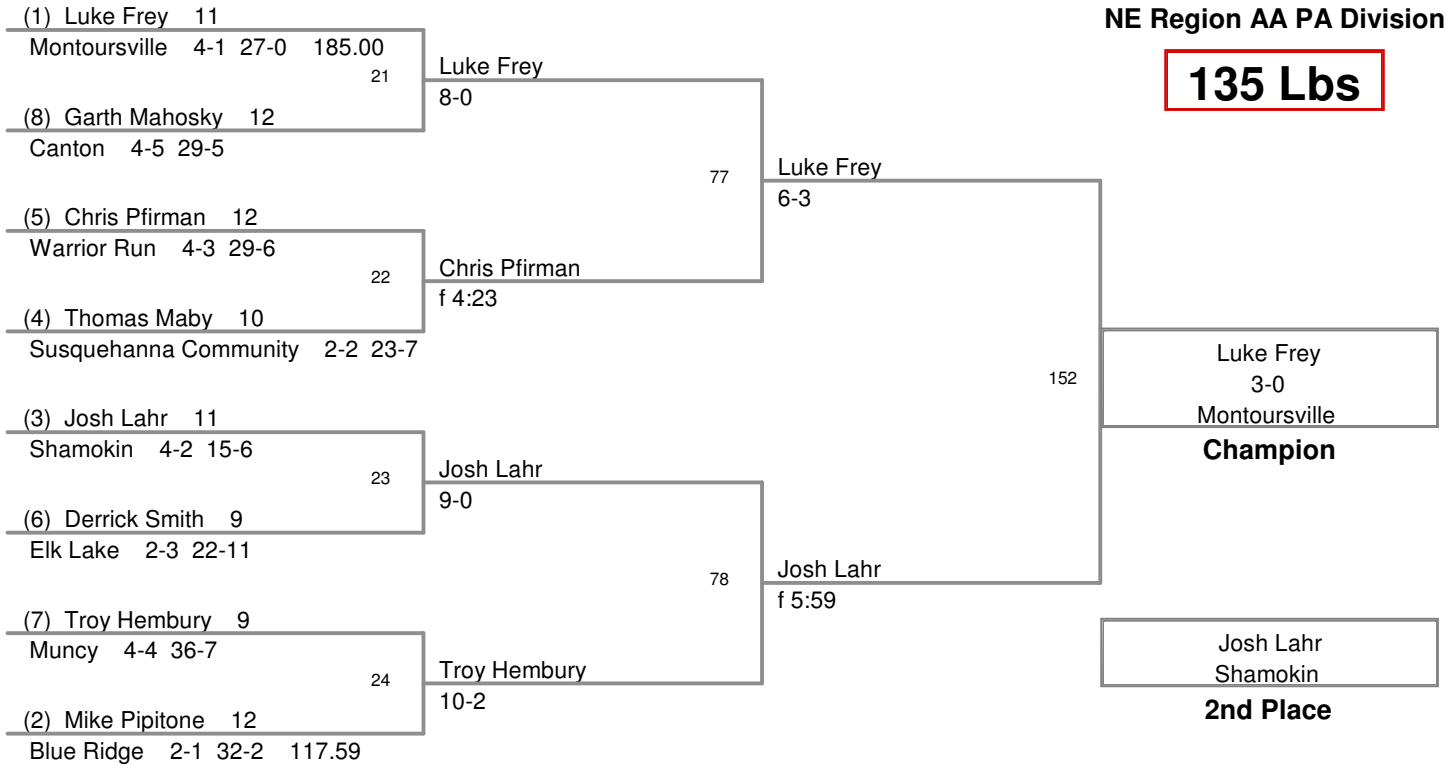 NE Region AA PA Division
135 Lbs
(1) Luke Frey 11
Montoursville 4-1 27-0 185.00
21
(8) Garth Mahosky 12
Canton 4-5 29-5
(5) Chris Pfirman 12
Warrior Run 4-3 29-6
22
(4) Thomas Maby 10
Susquehanna Community 2-2 23-7
(3) Josh Lahr 11
Shamokin 4-2 15-6
23
(6) Derrick Smith 9
Elk Lake 2-3 22-11
(7) Troy Hembury 9
Muncy 4-4 36-7
24
(2) Mike Pipitone 12
Blue Ridge 2-1 32-2 117.59
Luke Frey
8-0
77
Chris Pfirman
f 4:23
Josh Lahr
9-0
78
Troy Hembury
10-2
Luke Frey
6-3
152
Josh Lahr
f 5:59
Luke Frey
3-0
Montoursville
Champion
Josh Lahr
Shamokin
2nd Place